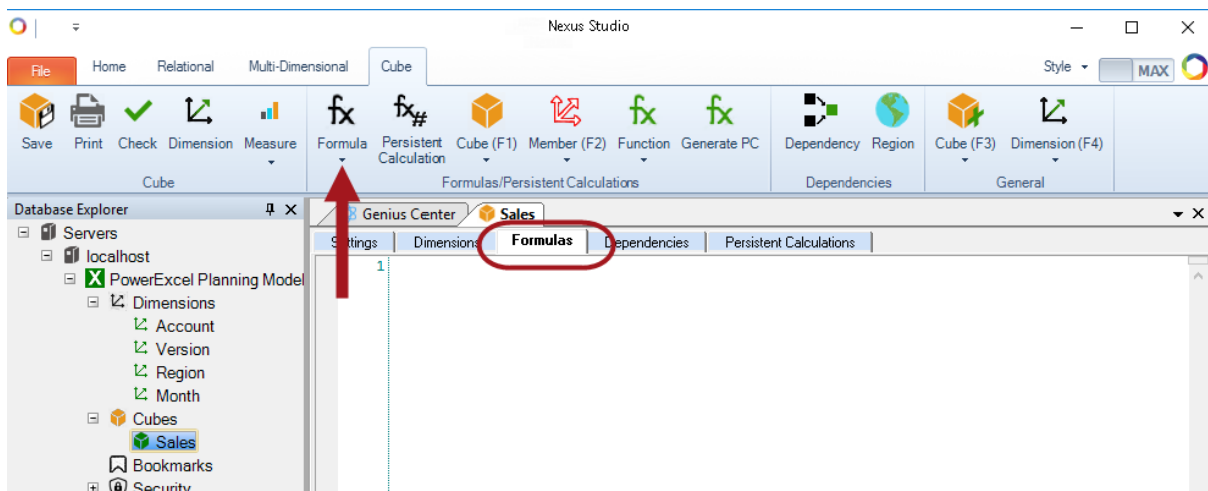 Nexus Studio
File Home Relational Multi-Dimensional Cube Style MAX
Save Print Check Dimension Measure Formula Persistent Calculation Cube (F1) Member (F2) Function Generate PC Dependency Region Cube (F3) Dimension (F4)
Cube Formulas/Persistent Calculations Dependencies General
Database Explorer
Genius Center Sales
Settings Dimensions Formulas Dependencies Persistent Calculations
1
Servers
localhost
PowerExcel Planning Model
Dimensions
Account
Version
Region
Month
Cubes
Sales
Bookmarks
Security